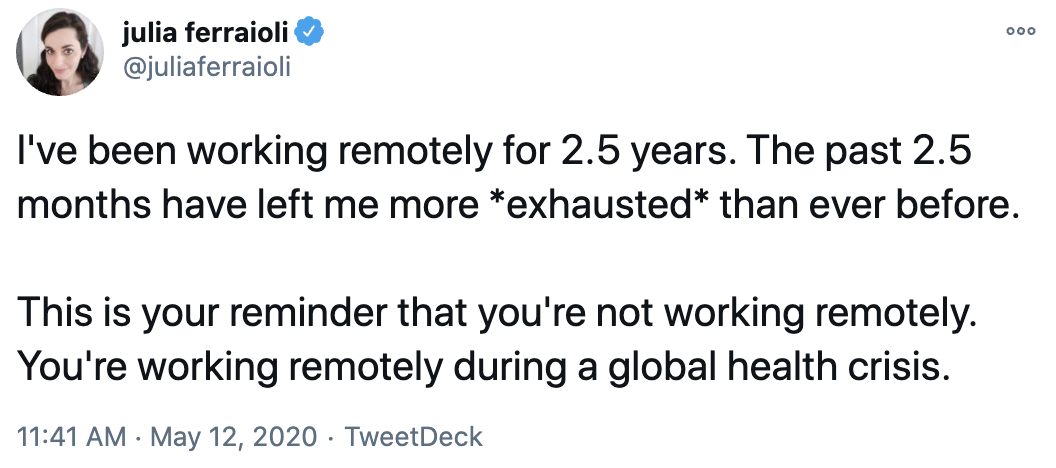 julia ferraioli
@juliaferraioli
I've been working remotely for 2.5 years. The past 2.5
months have left me more *exhausted* than ever before.
This is your reminder that you're not working remotely.
You're working remotely during a global health crisis.
11:41 AM · May 12, 2020 · TweetDeck